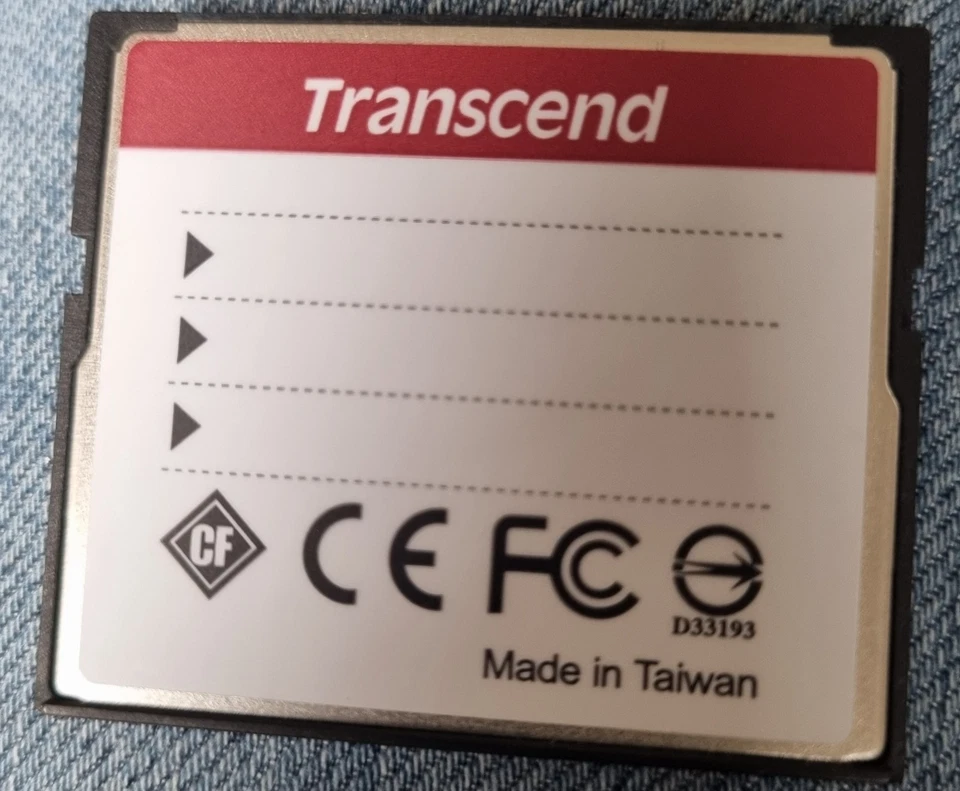 Transcend
CF CE FC
D33193
Made in Taiwan